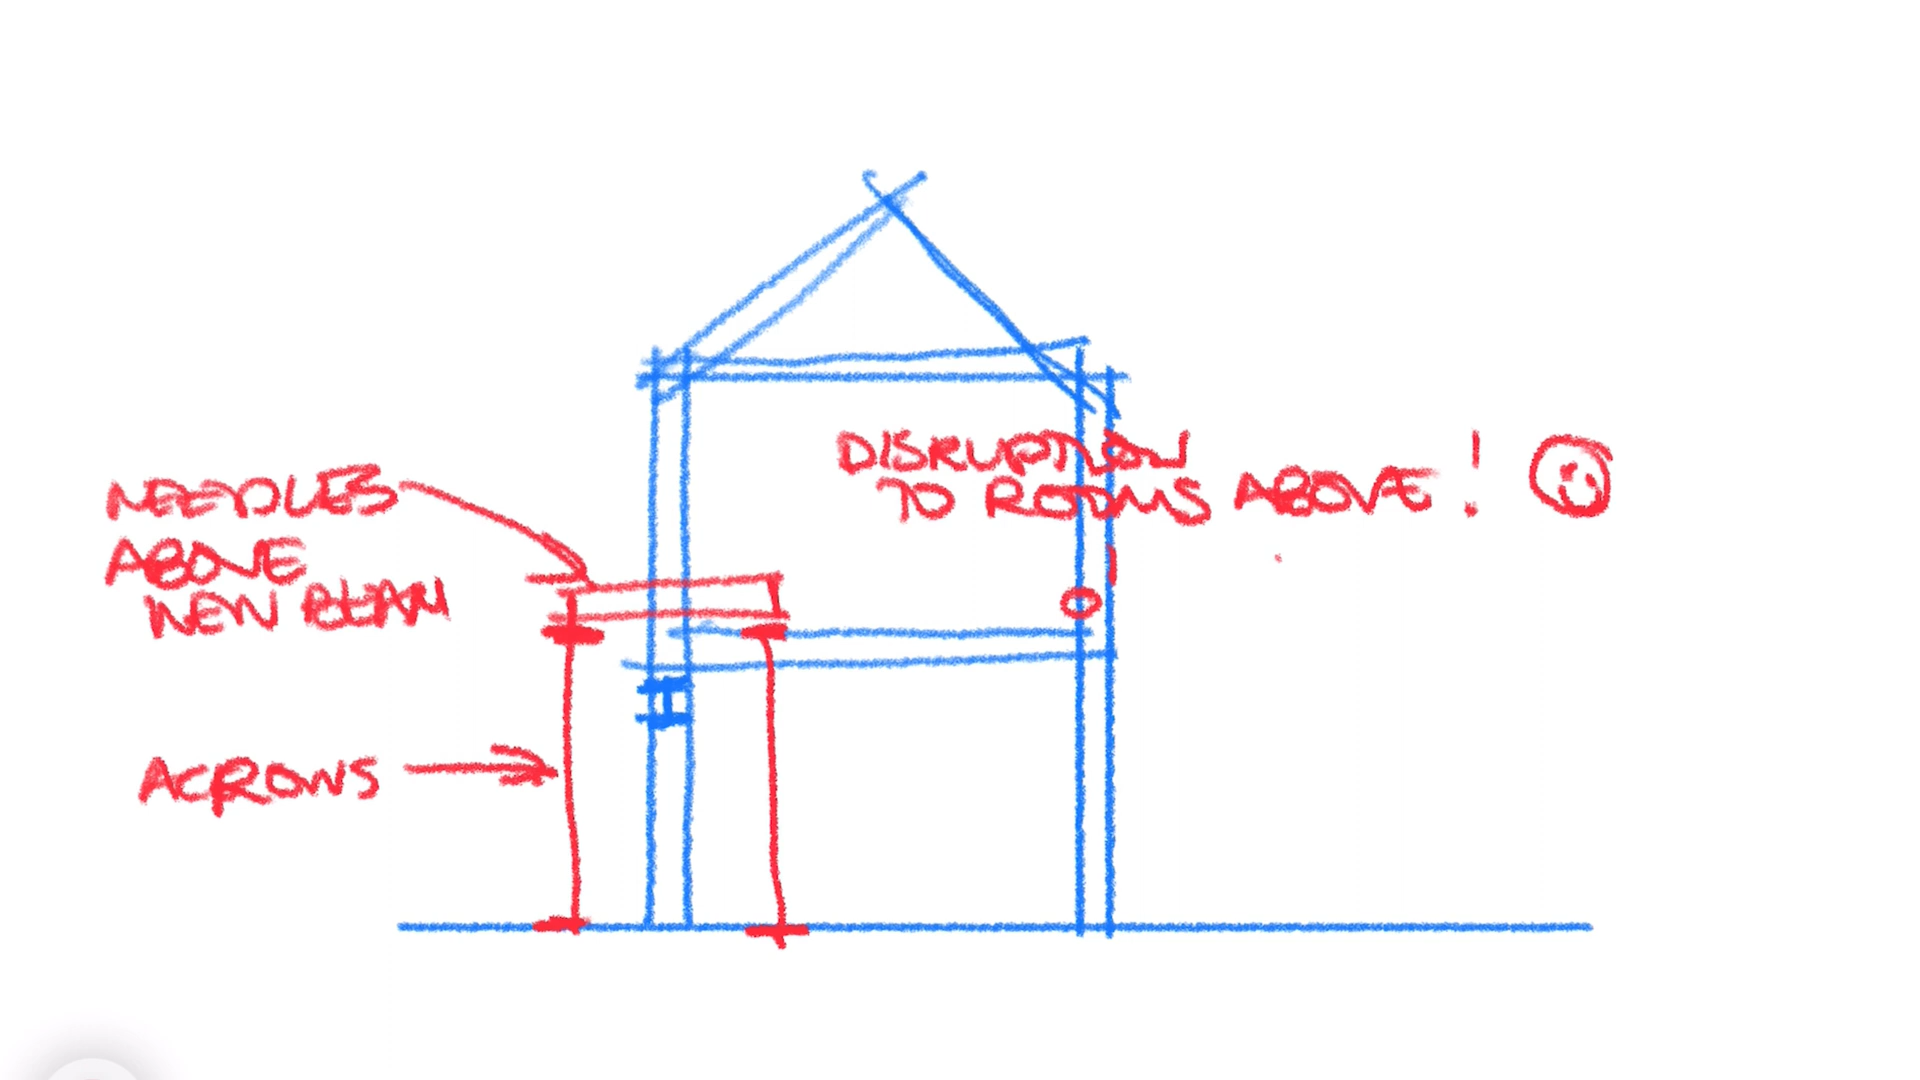 NEEDLES
ABOVE
NEW BEAM
ACROWS
DISRUPTION
TO ROOMS ABOVE!